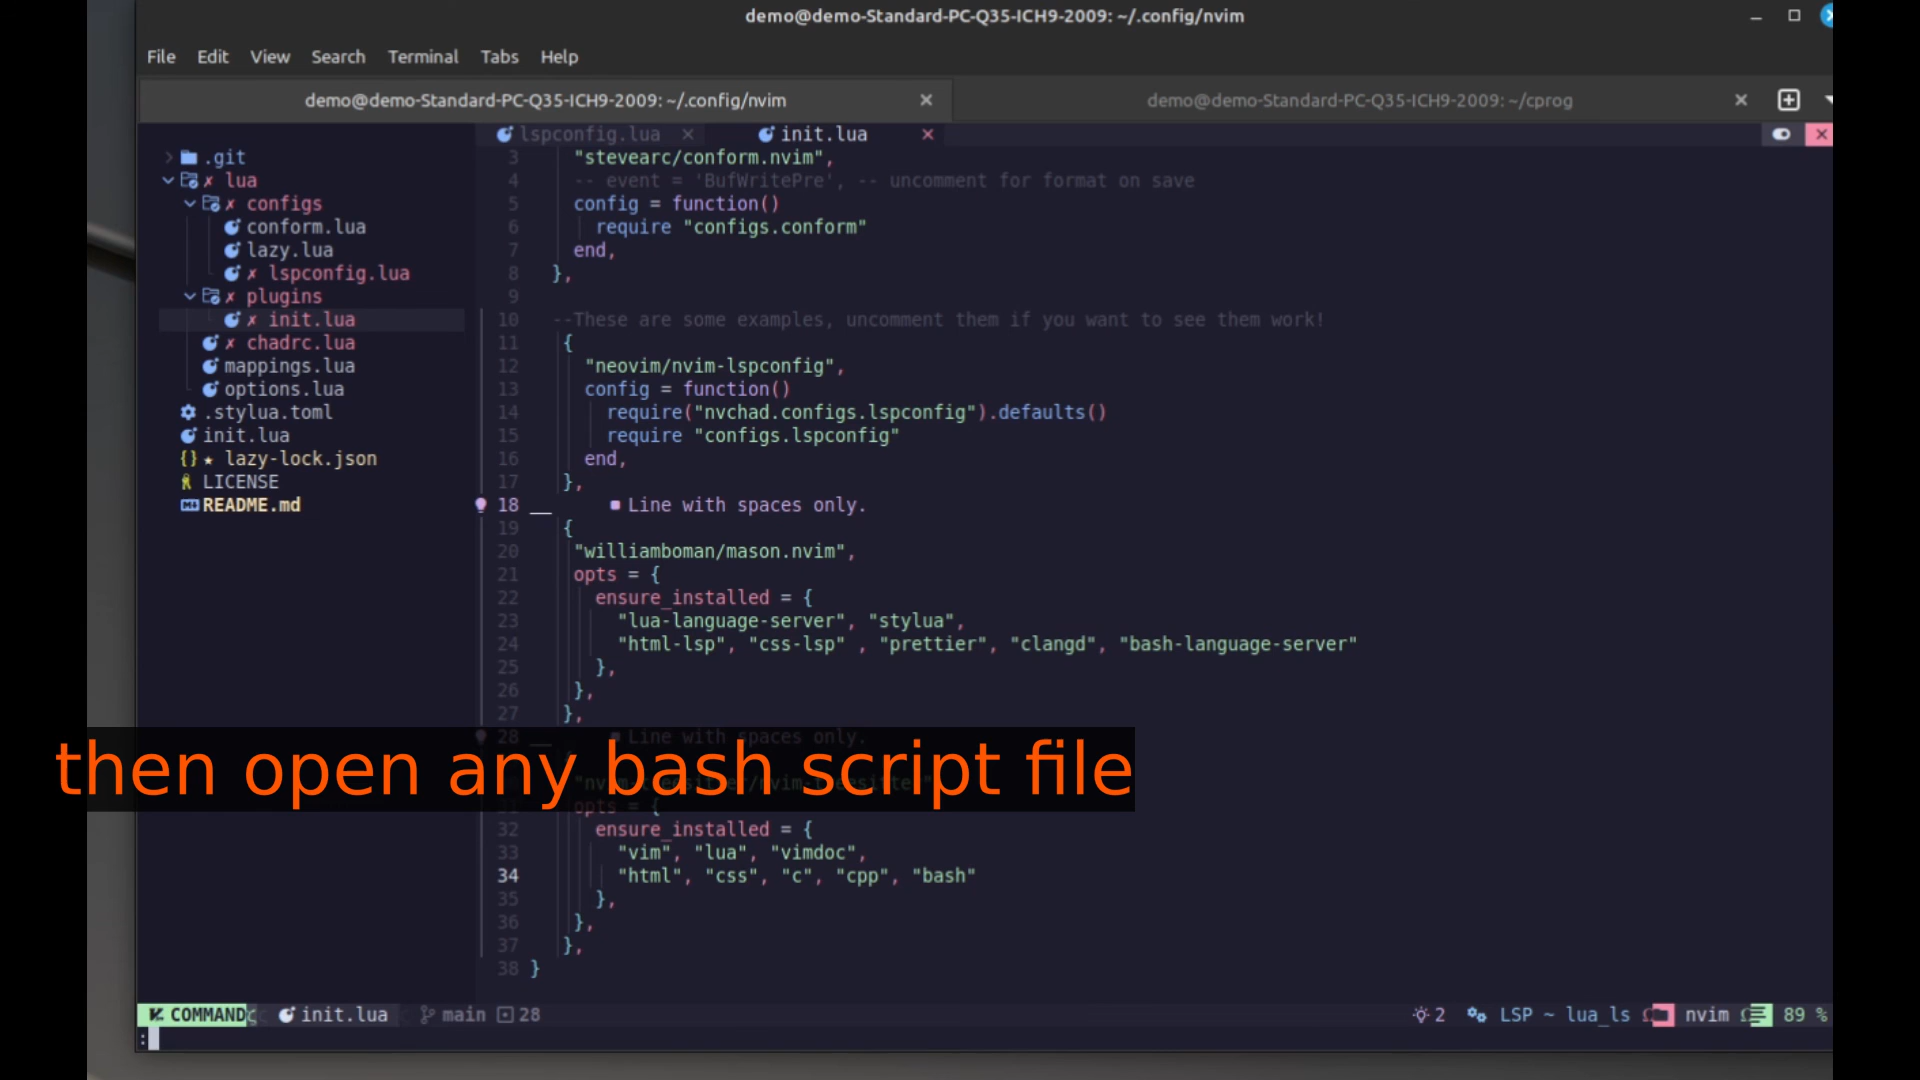 demo@demo-Standard-PC-Q35-ICH9-2009: ~/.config/nvim
File Edit View Search Terminal Tabs Help
demo@demo-Standard-PC-Q35-ICH9-2009: ~/.config/nvim
demo@demo-Standard-PC-Q35-ICH9-2009: ~/cprog
lspconfig.lua init.lua
.git
lua
configs
conform.lua
lazy.lua
lspconfig.lua
plugins
init.lua
chadrc.lua
mappings.lua
options.lua
.stylua.toml
init.lua
{} lazy-lock.json
LICENSE
README.md
3 "stevearc/conform.nvim",
4 -- event = 'BufWritePre', -- uncomment for format on save
5 config = function()
6 require "configs.conform"
7 end,
8 },
9
10 --These are some examples, uncomment them if you want to see them work!
11 {
12 "neovim/nvim-lspconfig",
13 config = function()
14 require("nvchad.configs.lspconfig").defaults()
15 require "configs.lspconfig"
16 end,
17 },
18 __ ■ Line with spaces only.
19 {
20 "williamboman/mason.nvim",
21 opts = {
22 ensure_installed = {
23 "lua-language-server", "stylua",
24 "html-lsp", "css-lsp" , "prettier", "clangd", "bash-language-server"
25 },
26 },
27 },
28 __ ■ Line with spaces only.
then open any bash script file
opts = {
32 ensure_installed = {
33 "vim", "lua", "vimdoc",
34 "html", "css", "c", "cpp", "bash"
35 },
36 },
37 },
38 }
COMMAND init.lua main 28
2 LSP ~ lua_ls nvim 89 %
: